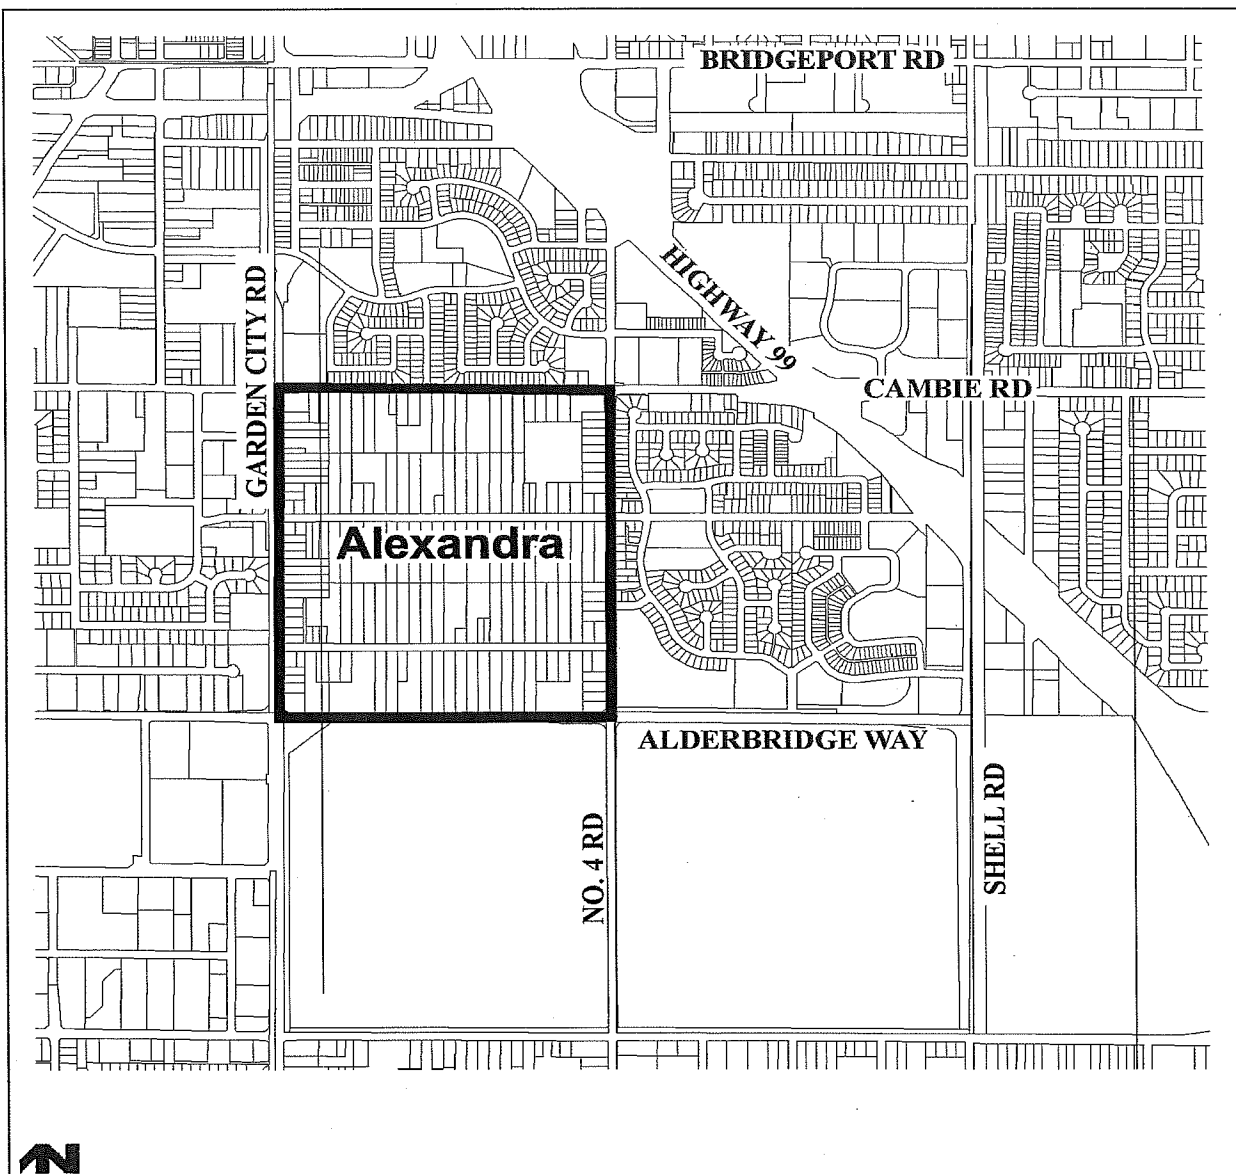 BRIDGEPORT RD
HIGHWAY 99
GARDEN CITY RD
CAMBIE RD
Alexandra
ALDERBRIDGE WAY
NO. 4 RD
SHELL RD
N